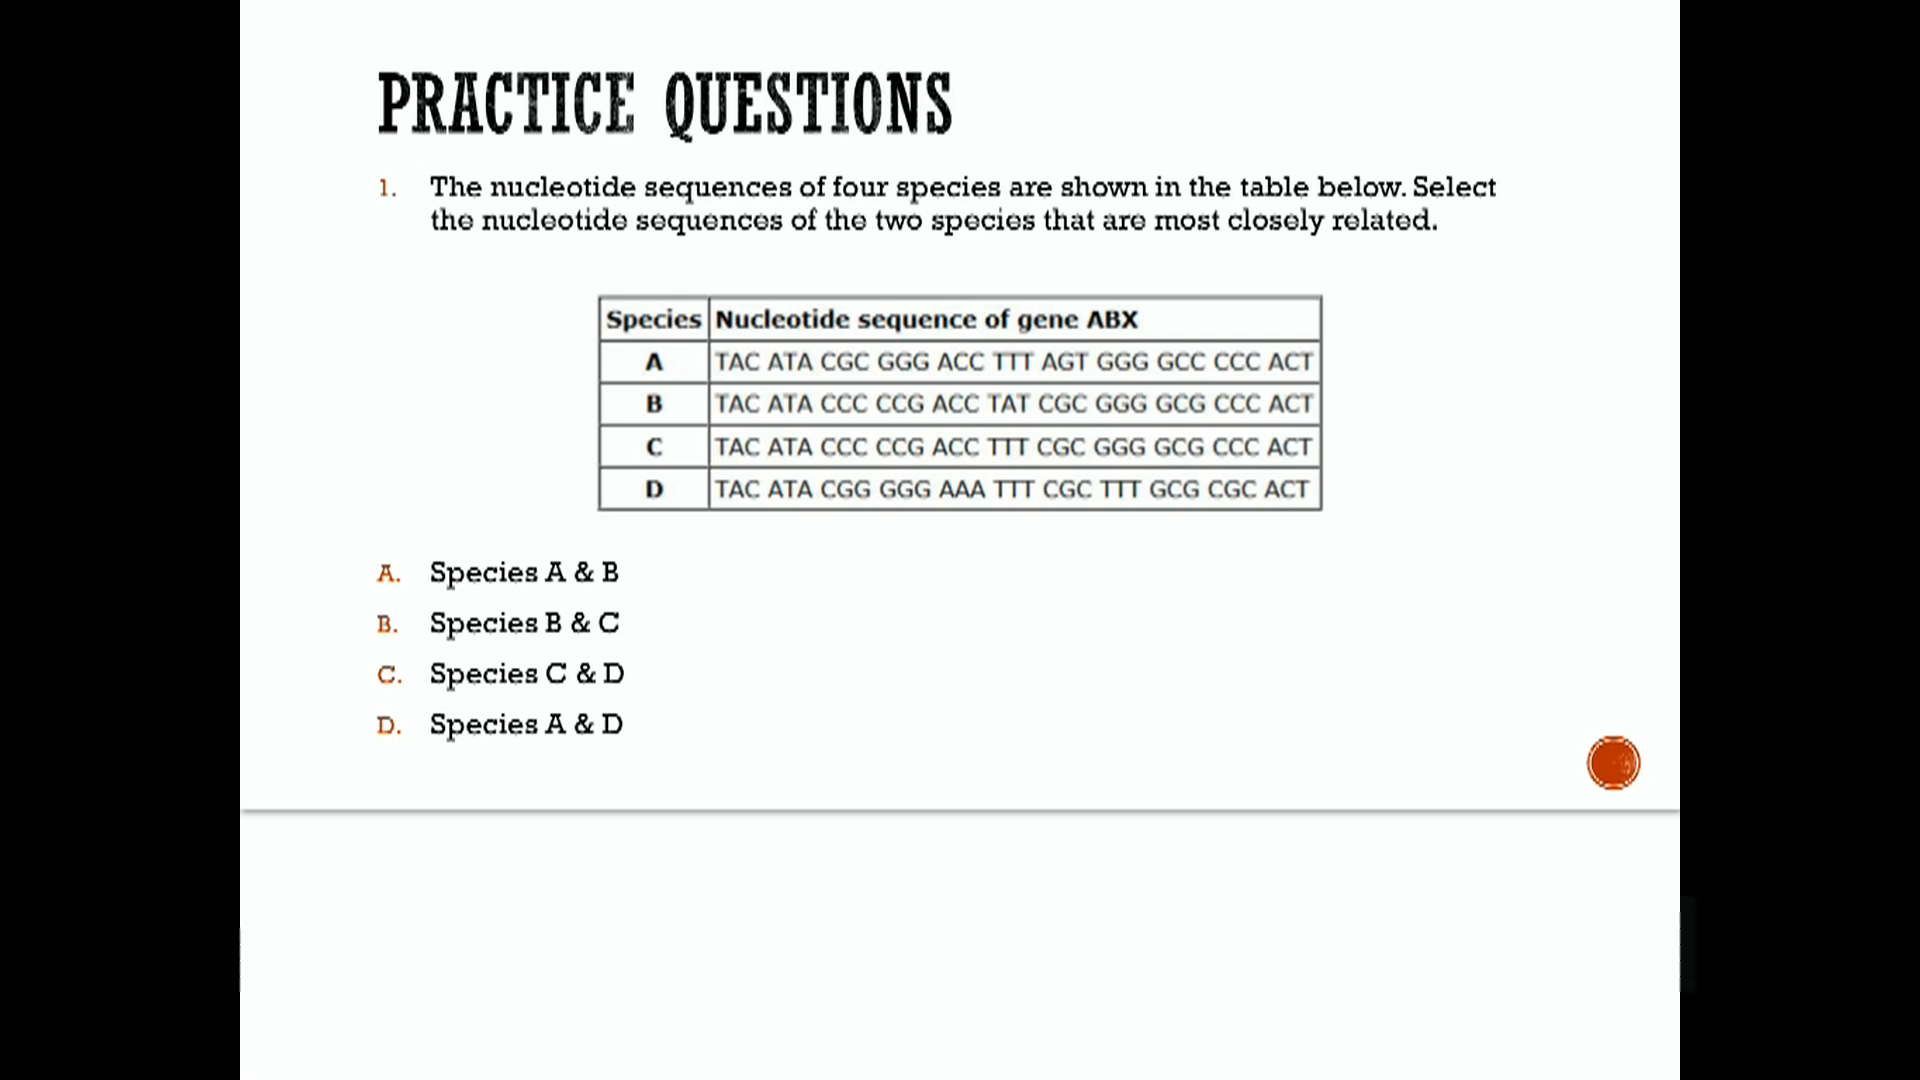 PRACTICE QUESTIONS
1. The nucleotide sequences of four species are shown in the table below. Select
the nucleotide sequences of the two species that are most closely related.
Species Nucleotide sequence of gene ABX
A TAC ATA CGC GGG ACC TTT AGT GGG GCC CCC ACT
B TAC ATA CCC CCG ACC TAT CGC GGG GCG CCC ACT
C TAC ATA CCC CCG ACC TTT CGC GGG GCG CCC ACT
D TAC ATA CGG GGG AAA TTT CGC TTT GCG CGC ACT
A. Species A & B
B. Species B & C
C. Species C & D
D. Species A & D